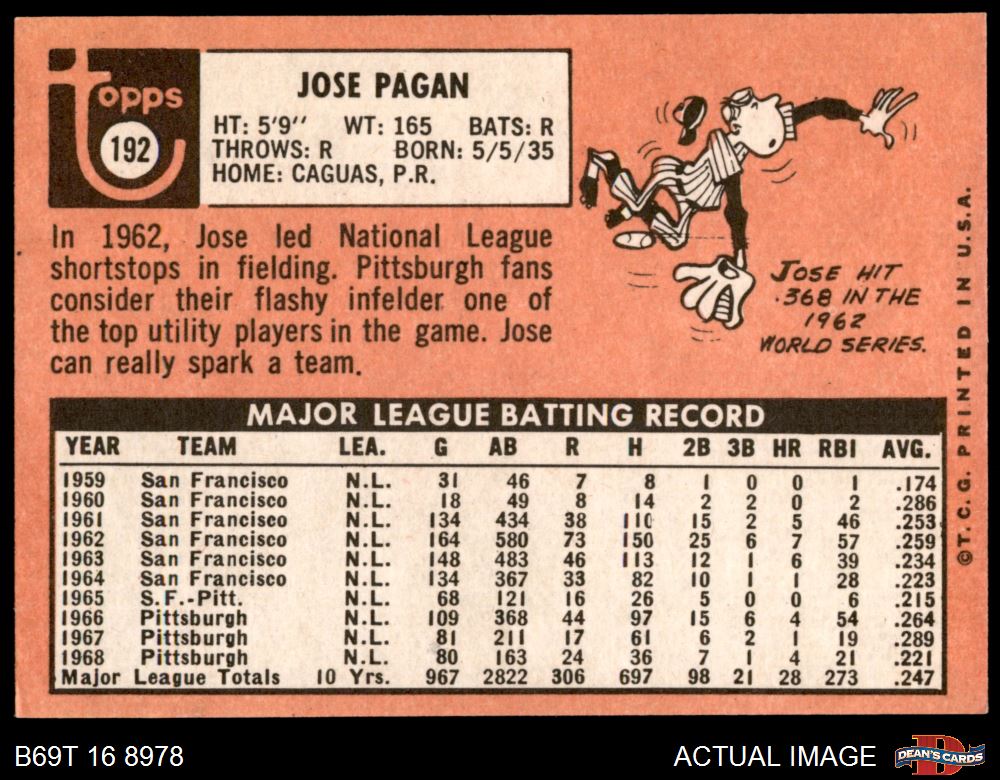 Topps
192
JOSE PAGAN
HT: 5'9'' WT: 165 BATS: R
THROWS: R BORN: 5/5/35
HOME: CAGUAS, P.R.
In 1962, Jose led National League
shortstops in fielding. Pittsburgh fans
consider their flashy infelder one of
the top utility players in the game. Jose
can really spark a team.
JOSE HIT
.368 IN THE
1962
WORLD SERIES.
MAJOR LEAGUE BATTING RECORD
YEAR TEAM LEA. G AB R H 2B 3B HR RBI AVG.
1959 San Francisco N.L. 31 46 7 8 1 0 0 1 .174
1960 San Francisco N.L. 18 49 8 14 2 2 0 2 .286
1961 San Francisco N.L. 134 434 38 110 15 2 5 46 .253
1962 San Francisco N.L. 164 580 73 150 25 6 7 57 .259
1963 San Francisco N.L. 148 483 46 113 12 1 6 39 .234
1964 San Francisco N.L. 134 367 33 82 10 1 1 28 .223
1965 S.F.-Pitt. N.L. 68 121 16 26 5 0 0 6 .215
1966 Pittsburgh N.L. 109 368 44 97 15 6 4 54 .264
1967 Pittsburgh N.L. 81 211 17 61 6 2 1 19 .289
1968 Pittsburgh N.L. 80 163 24 36 7 1 4 21 .221
Major League Totals 10 Yrs. 967 2822 306 697 98 21 28 273 .247
©T.C.G. PRINTED IN U.S.A.
B69T 16 8978
ACTUAL IMAGE
D
DEAN'S CARDS